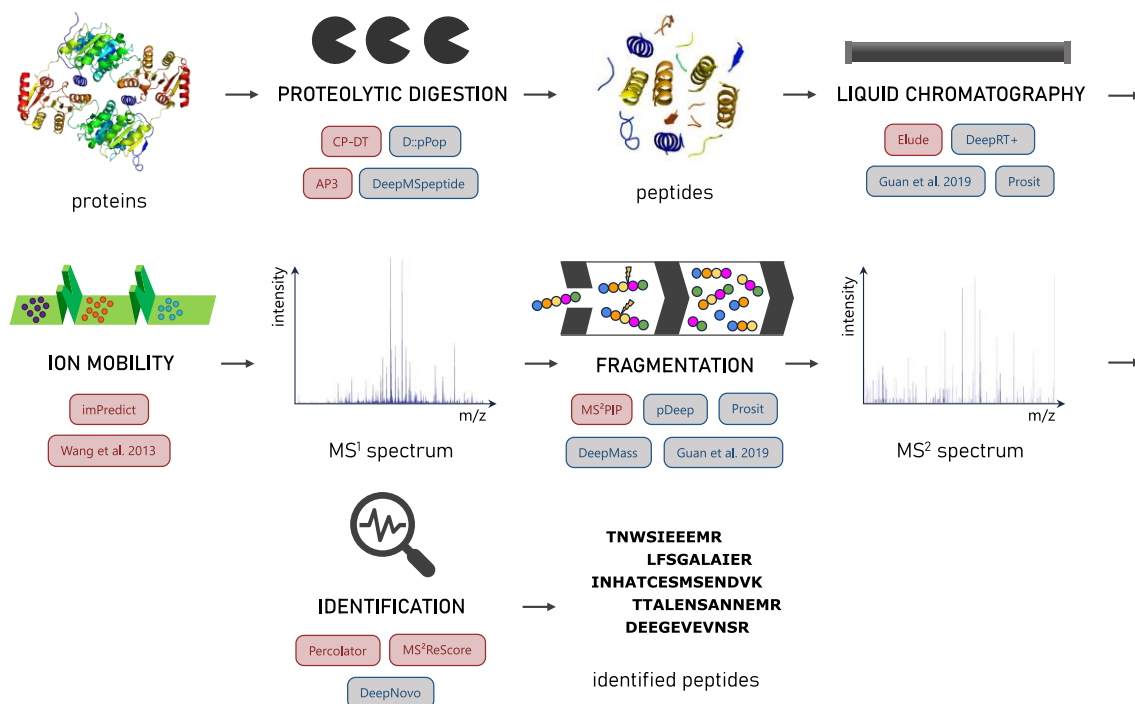 PROTEOLYTIC DIGESTION
LIQUID CHROMATOGRAPHY
CP-DT
D::pPop
Elude
DeepRT+
AP3
DeepMSpeptide
Guan et al. 2019
Prosit
proteins
peptides
intensity
intensity
ION MOBILITY
FRAGMENTATION
m/z
m/z
imPredict
MS²PIP
pDeep
Prosit
Wang et al. 2013
MS¹ spectrum
DeepMass
Guan et al. 2019
MS² spectrum
TNWSIEEEMR
LFSGALAIER
INHATCESMSENDVK
TTALENSANNEMR
DEEGEVEVNSR
IDENTIFICATION
Percolator
MS²ReScore
DeepNovo
identified peptides